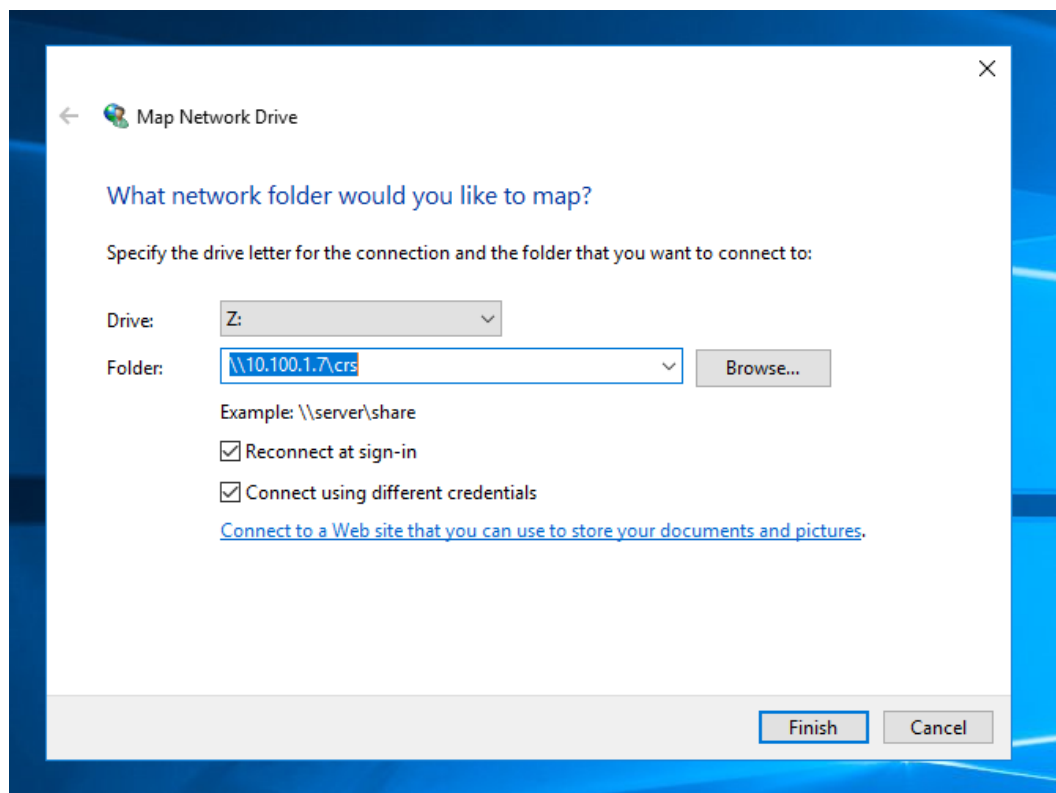 Map Network Drive
What network folder would you like to map?
Specify the drive letter for the connection and the folder that you want to connect to:
Drive: Z:
Folder: \\10.100.1.7\crs Browse...
Example: \\server\share
Reconnect at sign-in
Connect using different credentials
Connect to a Web site that you can use to store your documents and pictures.
Finish Cancel